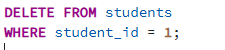 DELETE FROM students
WHERE student_id = 1;